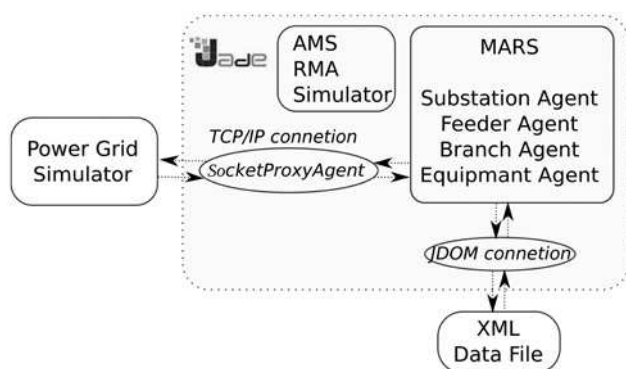 Jade
AMS
RMA
Simulator
MARS
Substation Agent
Feeder Agent
Branch Agent
Equipmant Agent
Power Grid
Simulator
TCP/IP connetion
SocketProxyAgent
JDOM connetion
XML
Data File